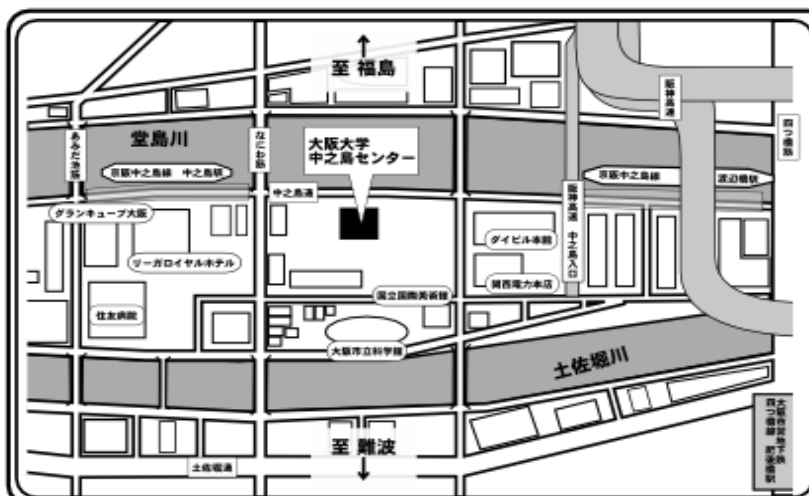 至 福島
阪神高速
四つ橋筋
あみだ池筋
堂島川
なにわ筋
大阪大学
中之島センター
京阪中之島線 中之島駅
中之島通
京阪中之島線
渡辺橋駅
阪神高速 中之島入口
グランキューブ大阪
リーガロイヤルホテル
ダイビル本館
関西電力本店
国立国際美術館
住友病院
大阪市立科学館
土佐堀川
至 難波
土佐堀通
大阪市営地下鉄
四つ橋線 肥後橋駅